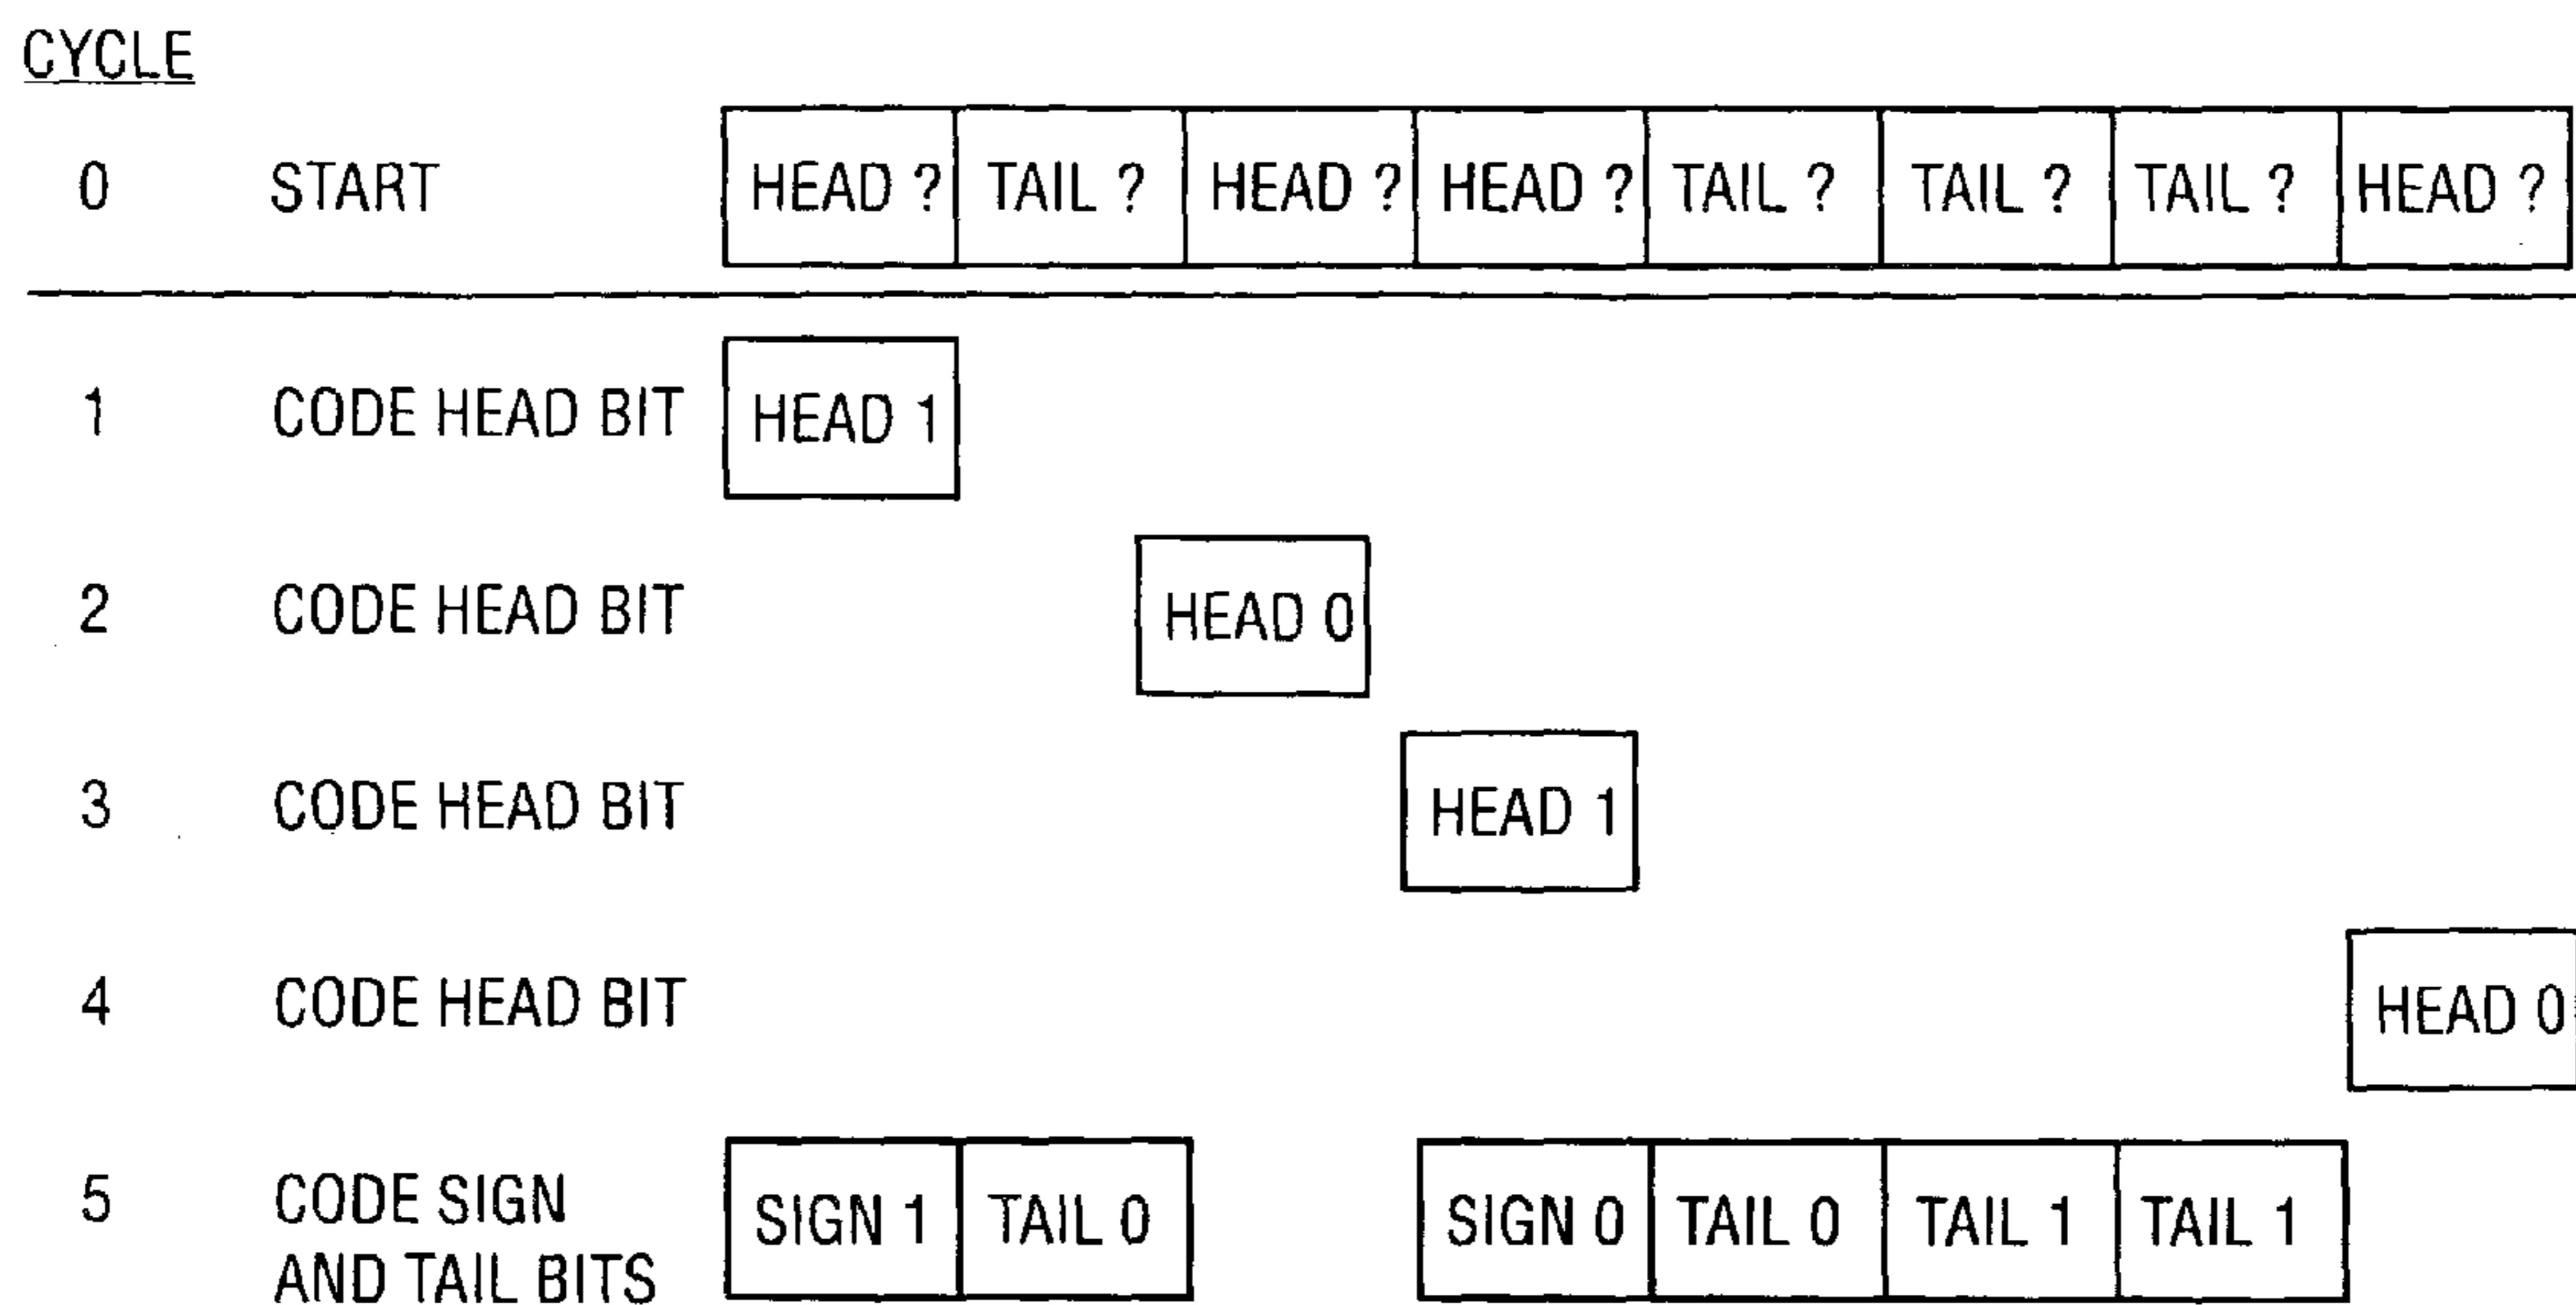 CYCLE
0 START HEAD ? TAIL ? HEAD ? HEAD ? TAIL ? TAIL ? TAIL ? HEAD ?
1 CODE HEAD BIT HEAD 1
2 CODE HEAD BIT HEAD 0
3 CODE HEAD BIT HEAD 1
4 CODE HEAD BIT HEAD 0
5 CODE SIGN SIGN 1 TAIL 0 SIGN 0 TAIL 0 TAIL 1 TAIL 1
AND TAIL BITS